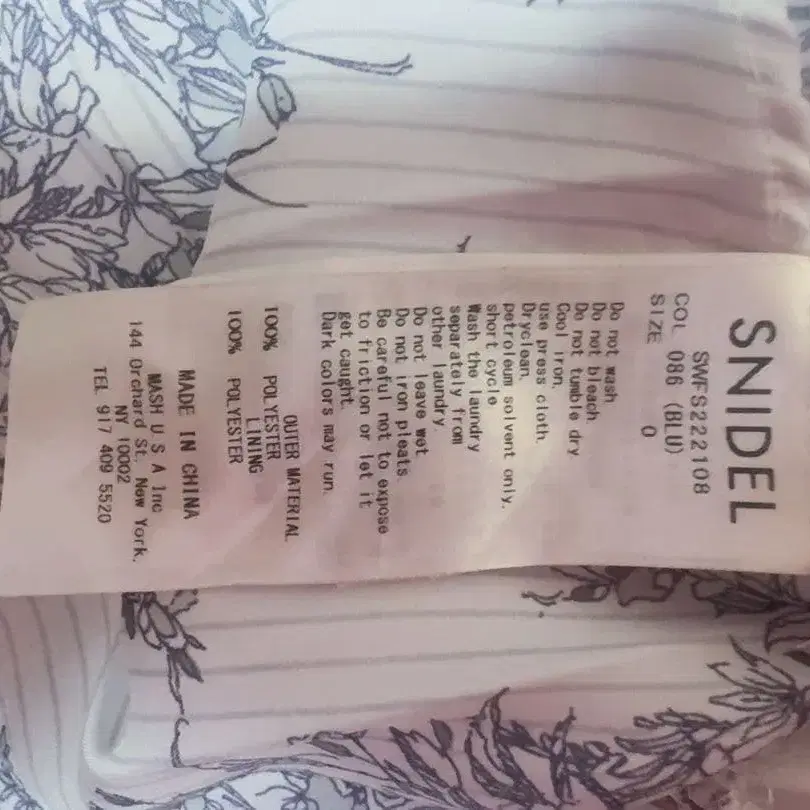 SNIDEL
SWFS222108
COL 086 (BLU)
SIZE 0
Do not wash
Do not bleach
Do not tumble dry
Cool iron,
use press cloth.
Dryclean,
petroleum solvent only,
short cycle
Wash the laundry
separately from
other laundry.
Do not leave wet
Do not iron pleats.
Be careful not to expose
to friction or let it
get caught.
Dark colors may run.
OUTER MATERIAL
100% POLYESTER
LINING
100% POLYESTER
MADE IN CHINA
MASH U S A Inc
144 Orchard St. New York,
NY 10002
TEL 917 409 5520